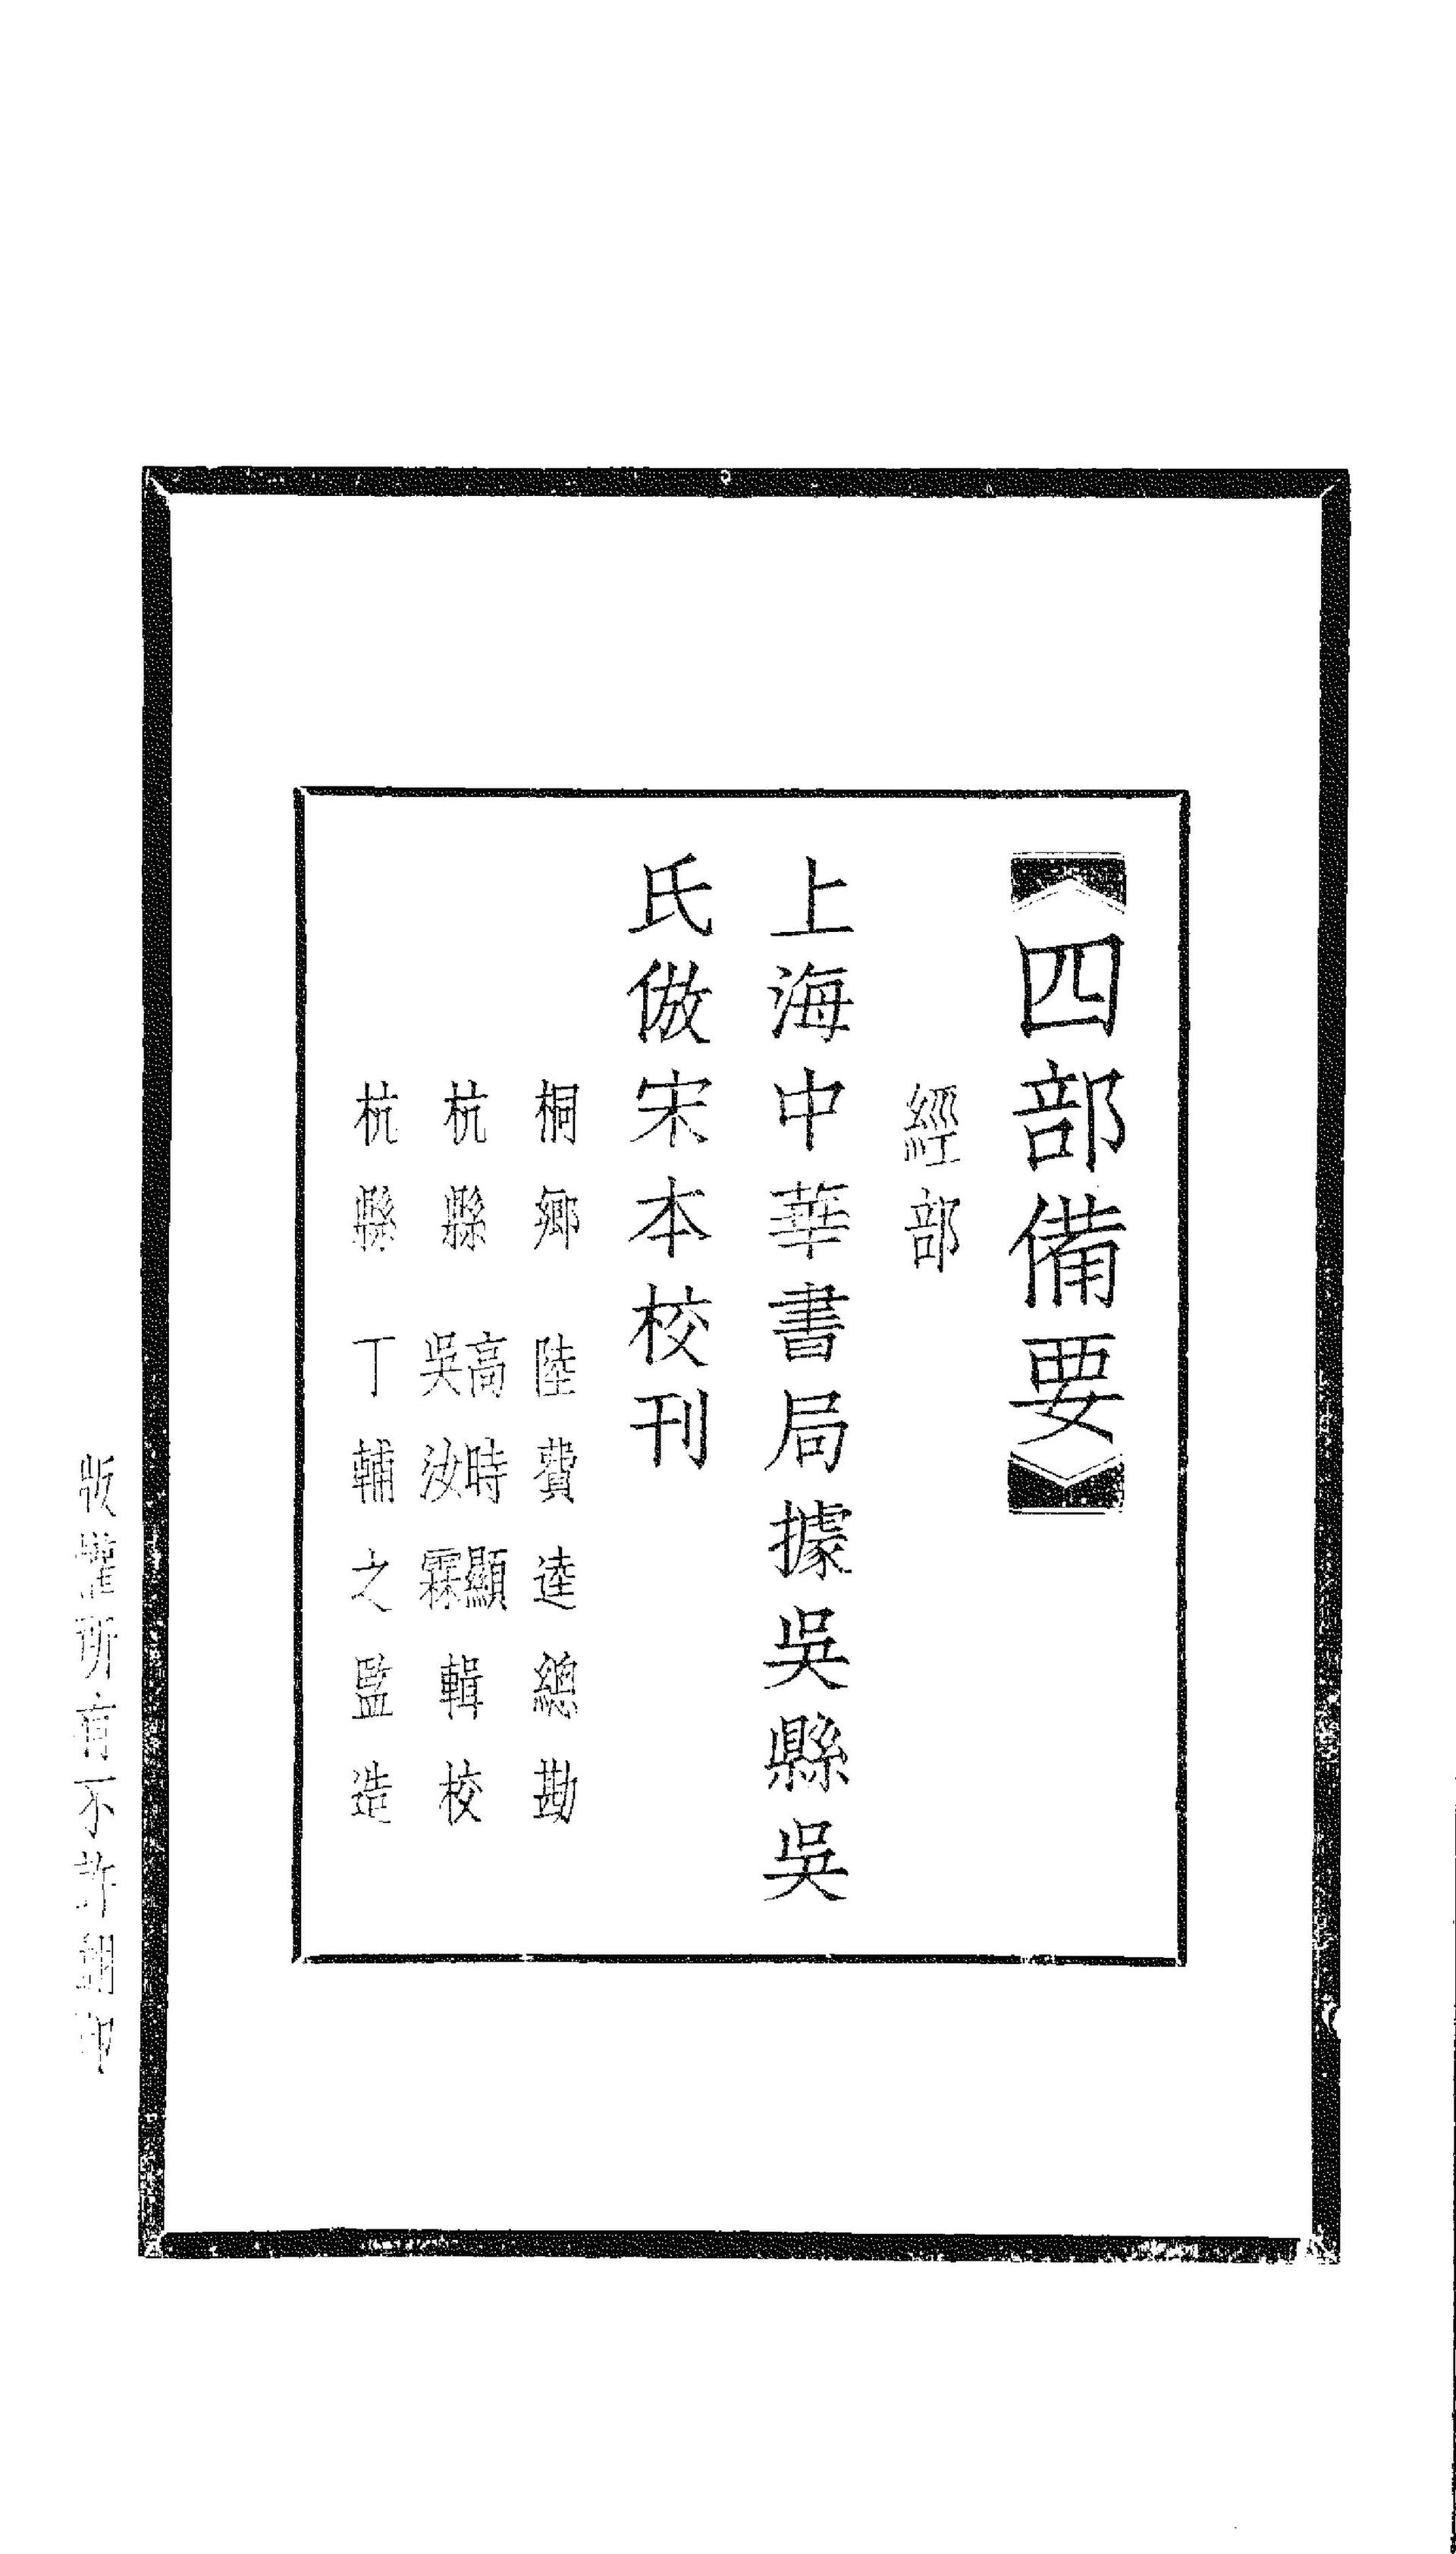 四部備要
經部
上海中華書局據吳縣吳
氏倣宋本校刊
桐鄉 陸費逵總勘
杭縣 高時顯 吳汝霖 輯校
杭縣 丁輔之監造
版權所有不許翻印